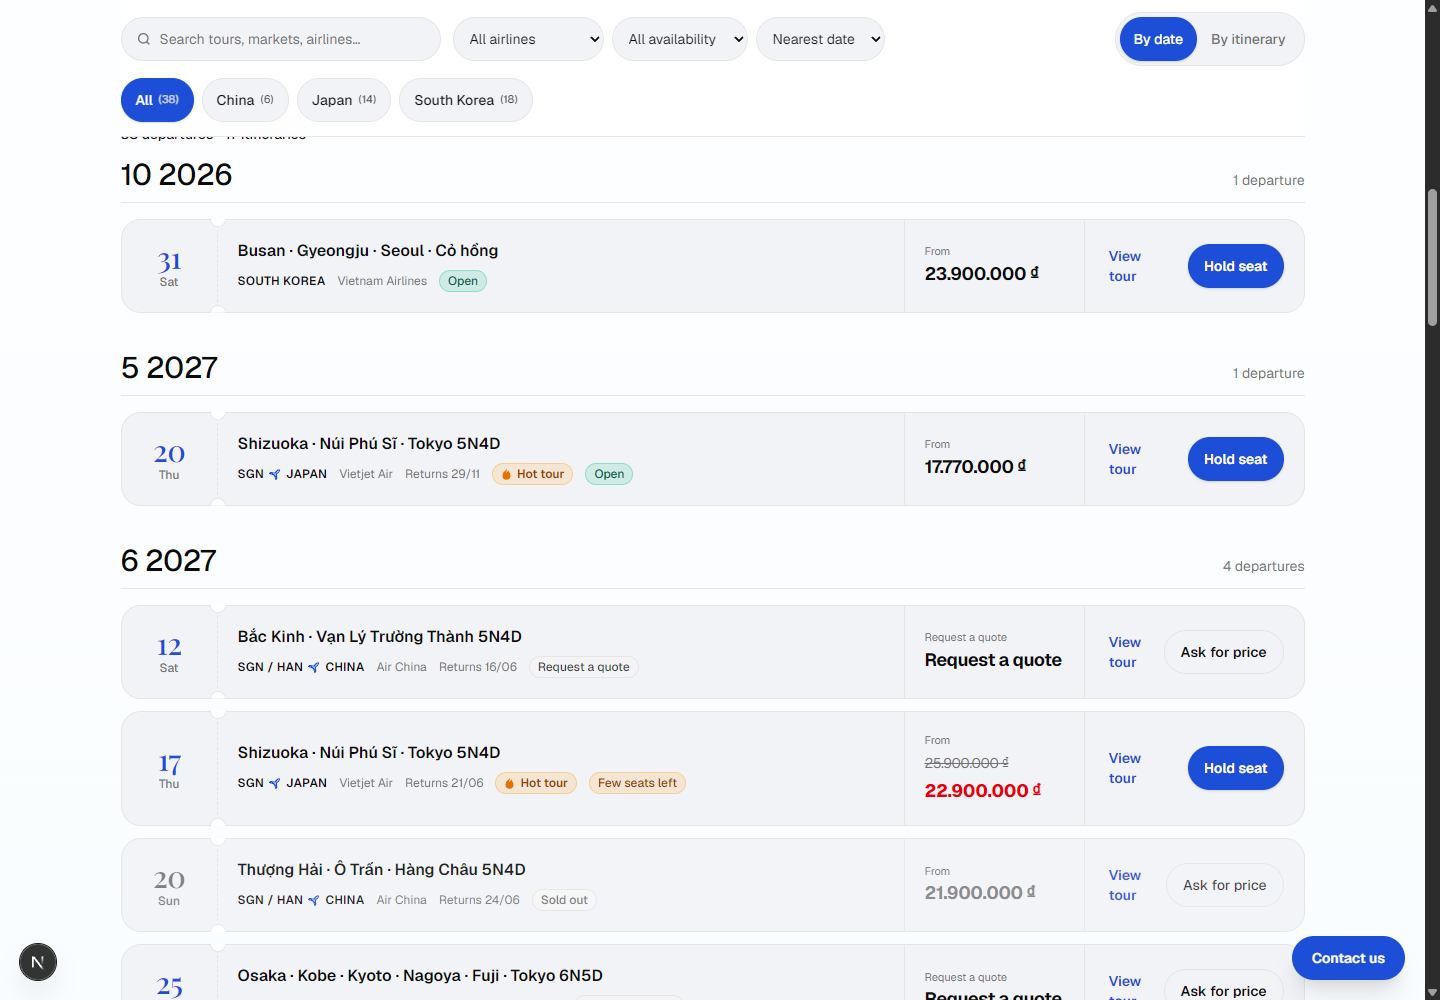 Search tours, markets, airlines...
All airlines
All availability
Nearest date
By date
By itinerary
All (38)
China (6)
Japan (14)
South Korea (18)
10 2026
1 departure
31
Sat
Busan · Gyeongju · Seoul · Cỏ hồng
SOUTH KOREA Vietnam Airlines Open
From
23.900.000 ₫
View tour
Hold seat
5 2027
1 departure
20
Thu
Shizuoka · Núi Phú Sĩ · Tokyo 5N4D
SGN JAPAN Vietjet Air Returns 29/11 Hot tour Open
From
17.770.000 ₫
View tour
Hold seat
6 2027
4 departures
12
Sat
Bắc Kinh · Vạn Lý Trường Thành 5N4D
SGN / HAN CHINA Air China Returns 16/06 Request a quote
Request a quote
Request a quote
View tour
Ask for price
17
Thu
Shizuoka · Núi Phú Sĩ · Tokyo 5N4D
SGN JAPAN Vietjet Air Returns 21/06 Hot tour Few seats left
From
25.900.000 ₫
22.900.000 ₫
View tour
Hold seat
20
Sun
Thượng Hải · Ô Trấn · Hàng Châu 5N4D
SGN / HAN CHINA Air China Returns 24/06 Sold out
From
21.900.000 ₫
View tour
Ask for price
25
Osaka · Kobe · Kyoto · Nagoya · Fuji · Tokyo 6N5D
Request a quote
Request a quote
View
Ask for price
N
Contact us